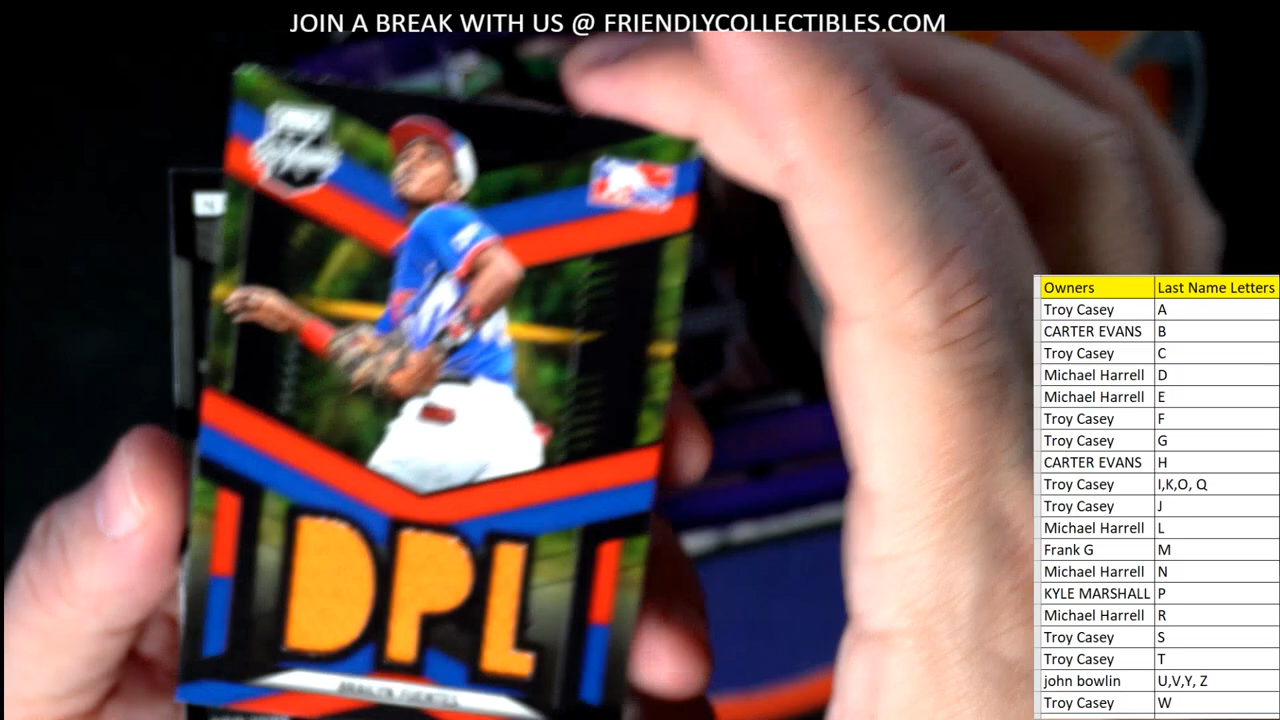 JOIN A BREAK WITH US @ FRIENDLYCOLLECTIBLES.COM
Owners Last Name Letters
Troy Casey A
CARTER EVANS B
Troy Casey C
Michael Harrell D
Michael Harrell E
Troy Casey F
Troy Casey G
CARTER EVANS H
Troy Casey I,K,O, Q
Troy Casey J
Michael Harrell L
Frank G M
Michael Harrell N
KYLE MARSHALL P
Michael Harrell R
Troy Casey S
Troy Casey T
john bowlin U,V,Y, Z
Troy Casey W
DPL
FUENTES